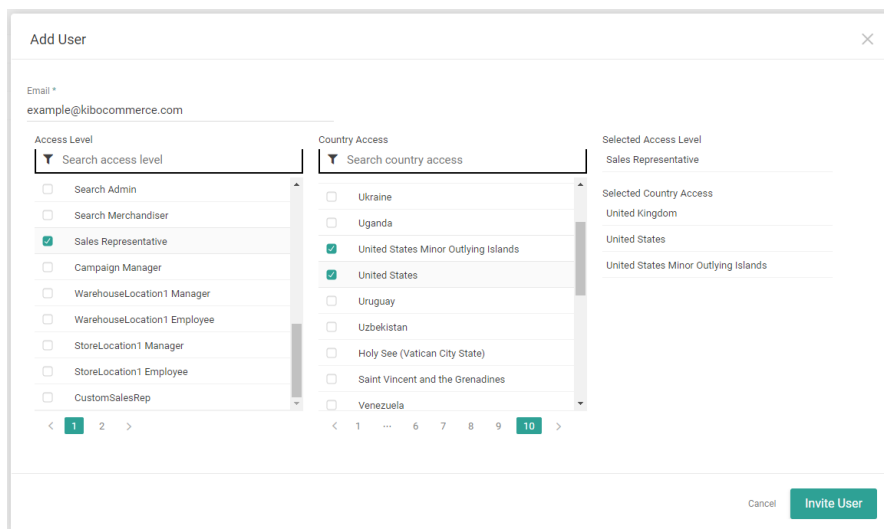 Add User
Email *
example@kibocommerce.com
Access Level
Search access level
Search Admin
Search Merchandiser
Sales Representative
Campaign Manager
WarehouseLocation1 Manager
WarehouseLocation1 Employee
StoreLocation1 Manager
StoreLocation1 Employee
CustomSalesRep
1 2
Country Access
Search country access
Ukraine
Uganda
United States Minor Outlying Islands
United States
Uruguay
Uzbekistan
Holy See (Vatican City State)
Saint Vincent and the Grenadines
Venezuela
1 ... 6 7 8 9 10
Selected Access Level
Sales Representative
Selected Country Access
United Kingdom
United States
United States Minor Outlying Islands
Cancel
Invite User